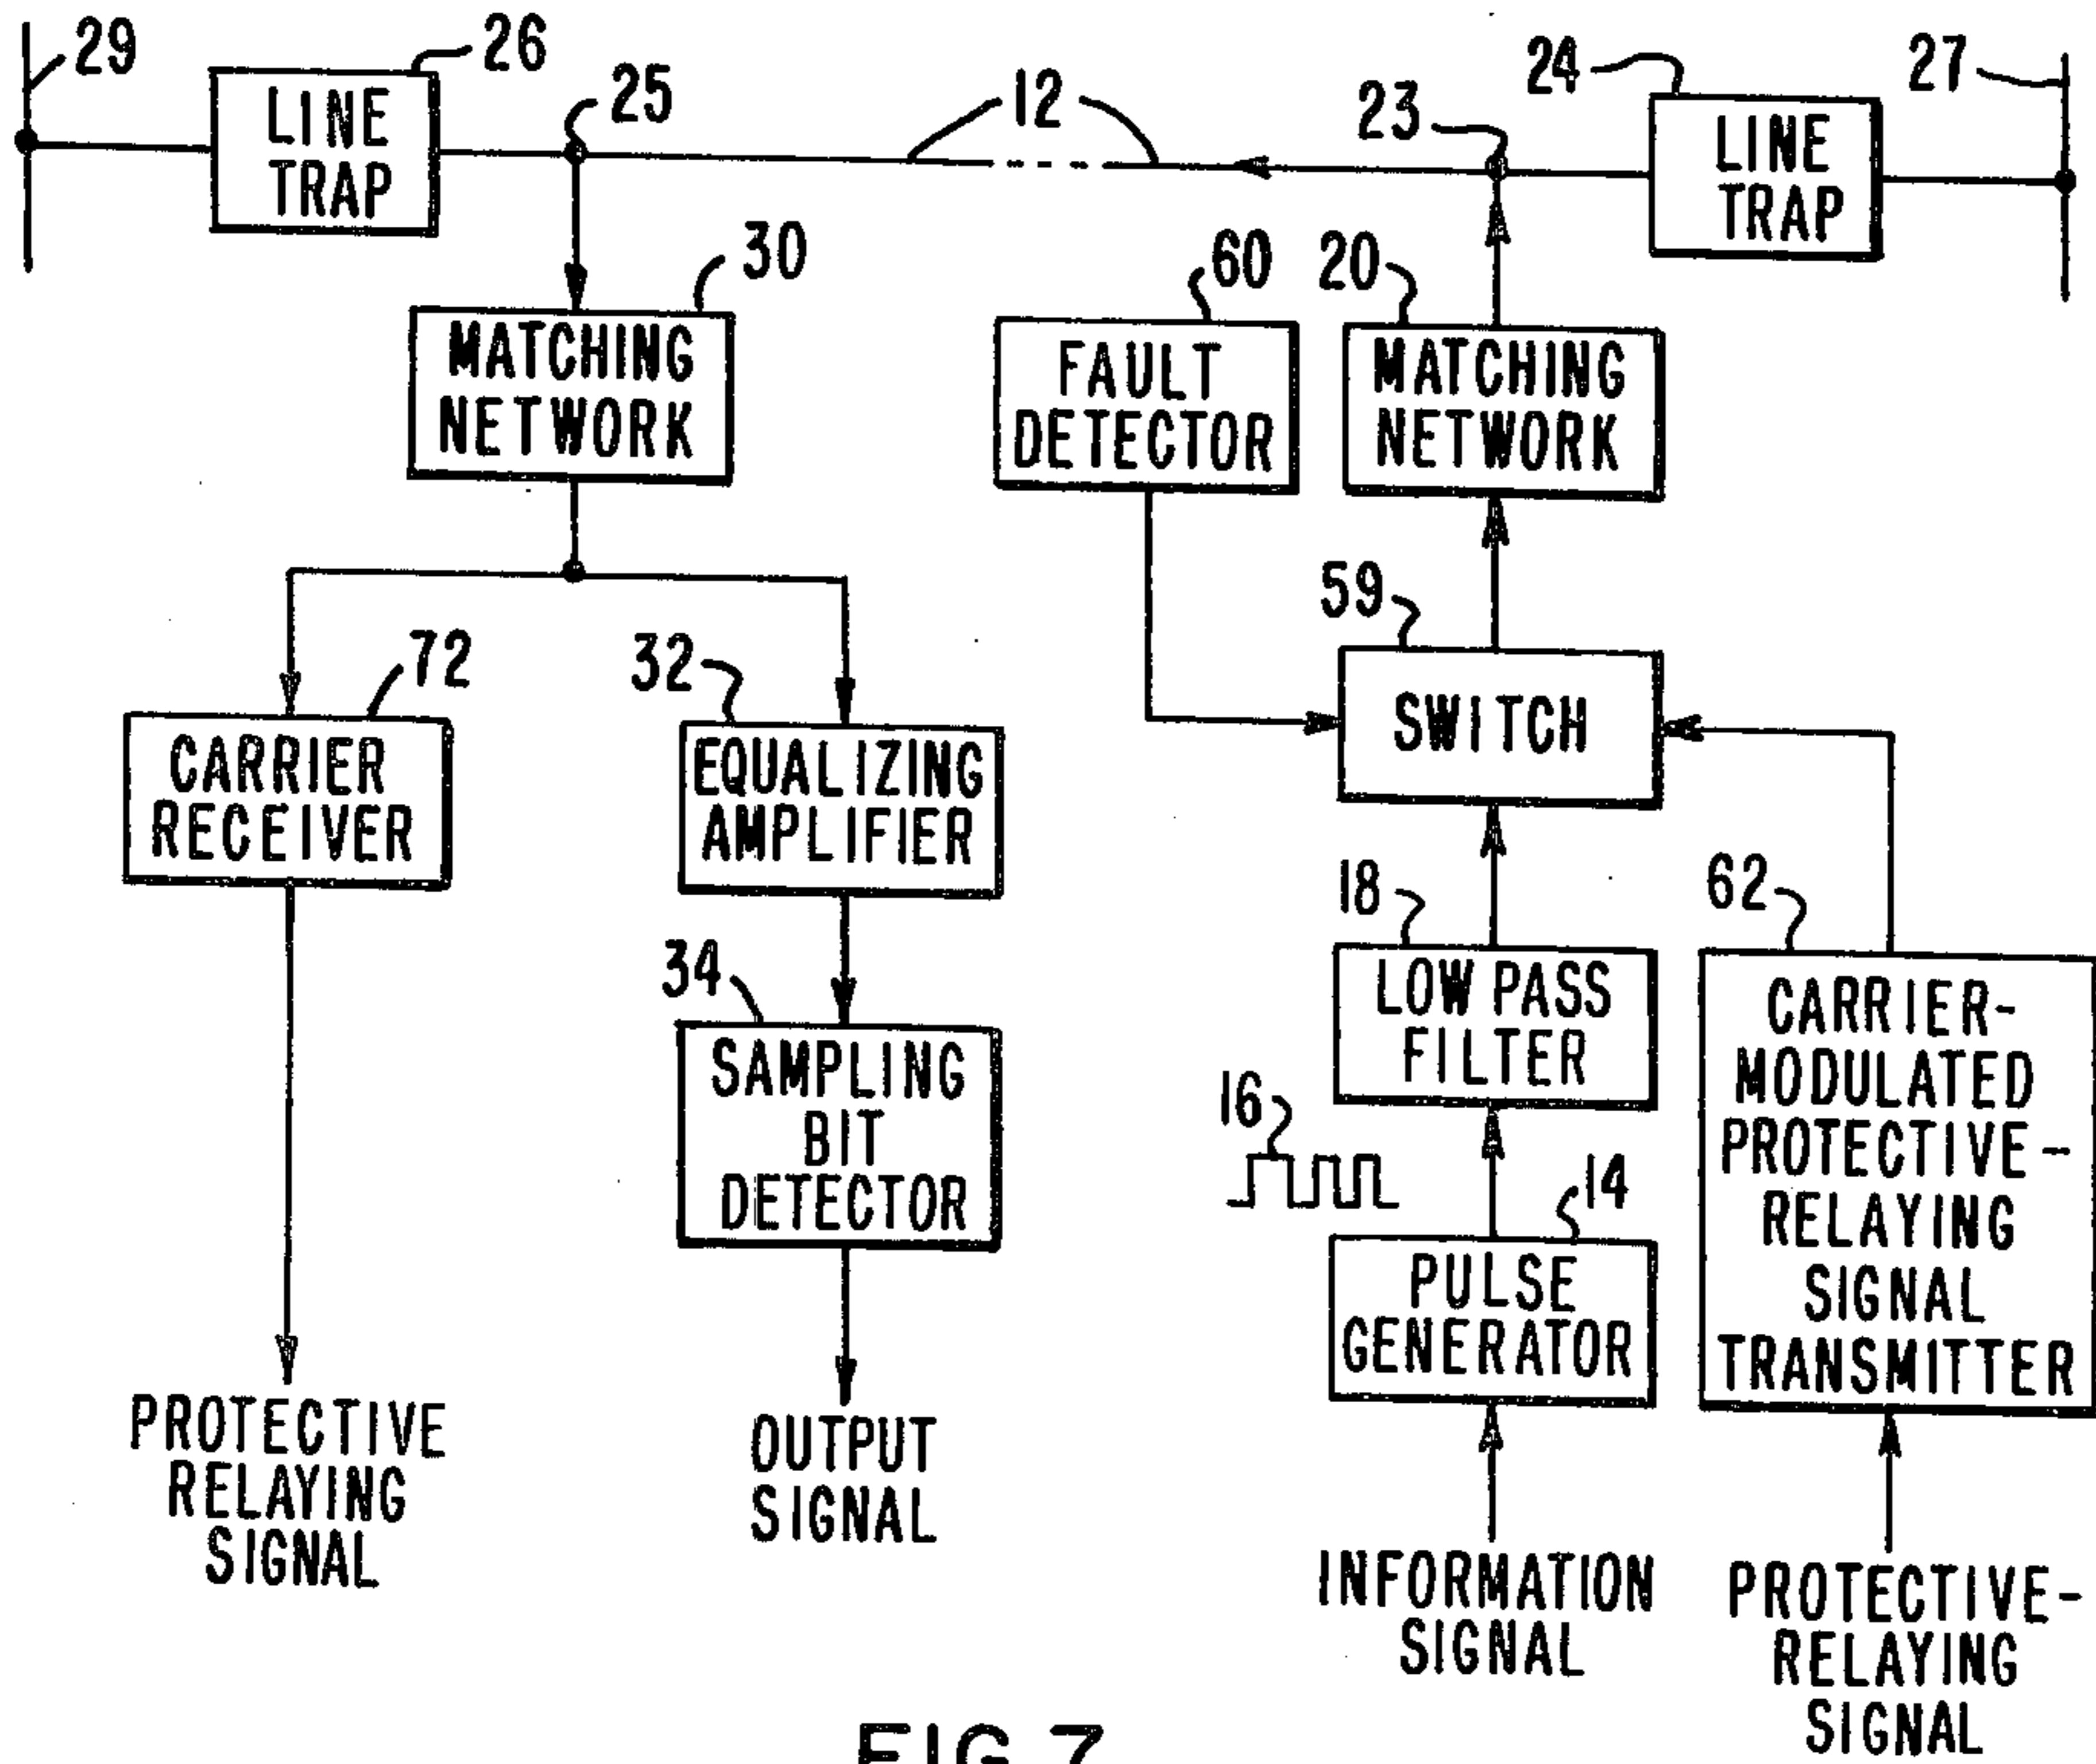 29
26
LINE
TRAP
25
12
23
24
LINE
TRAP
27
30
MATCHING
NETWORK
60
FAULT
DETECTOR
20
MATCHING
NETWORK
59
SWITCH
72
CARRIER
RECEIVER
32
EQUALIZING
AMPLIFIER
34
SAMPLING
BIT
DETECTOR
18
LOW PASS
FILTER
62
CARRIER-
MODULATED
PROTECTIVE-
RELAYING
SIGNAL
TRANSMITTER
16
14
PULSE
GENERATOR
PROTECTIVE
RELAYING
SIGNAL
OUTPUT
SIGNAL
INFORMATION
SIGNAL
PROTECTIVE-
RELAYING
SIGNAL
FIG. 7